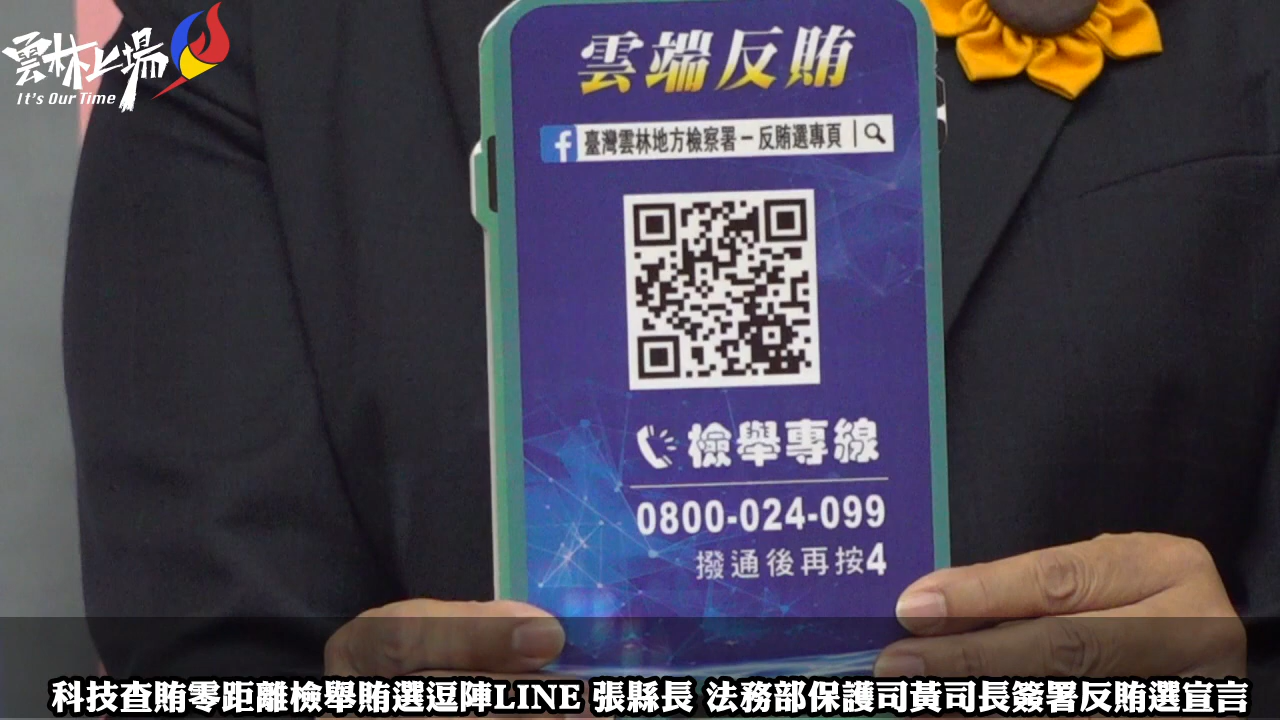 雲林上場
It's Our Time
雲端反賄
f 臺灣雲林地方檢察署－反賄選專頁
檢舉專線
0800-024-099
撥通後再按4
科技查賄零距離檢舉賄選逗陣LINE 張縣長 法務部保護司黃司長簽署反賄選宣言